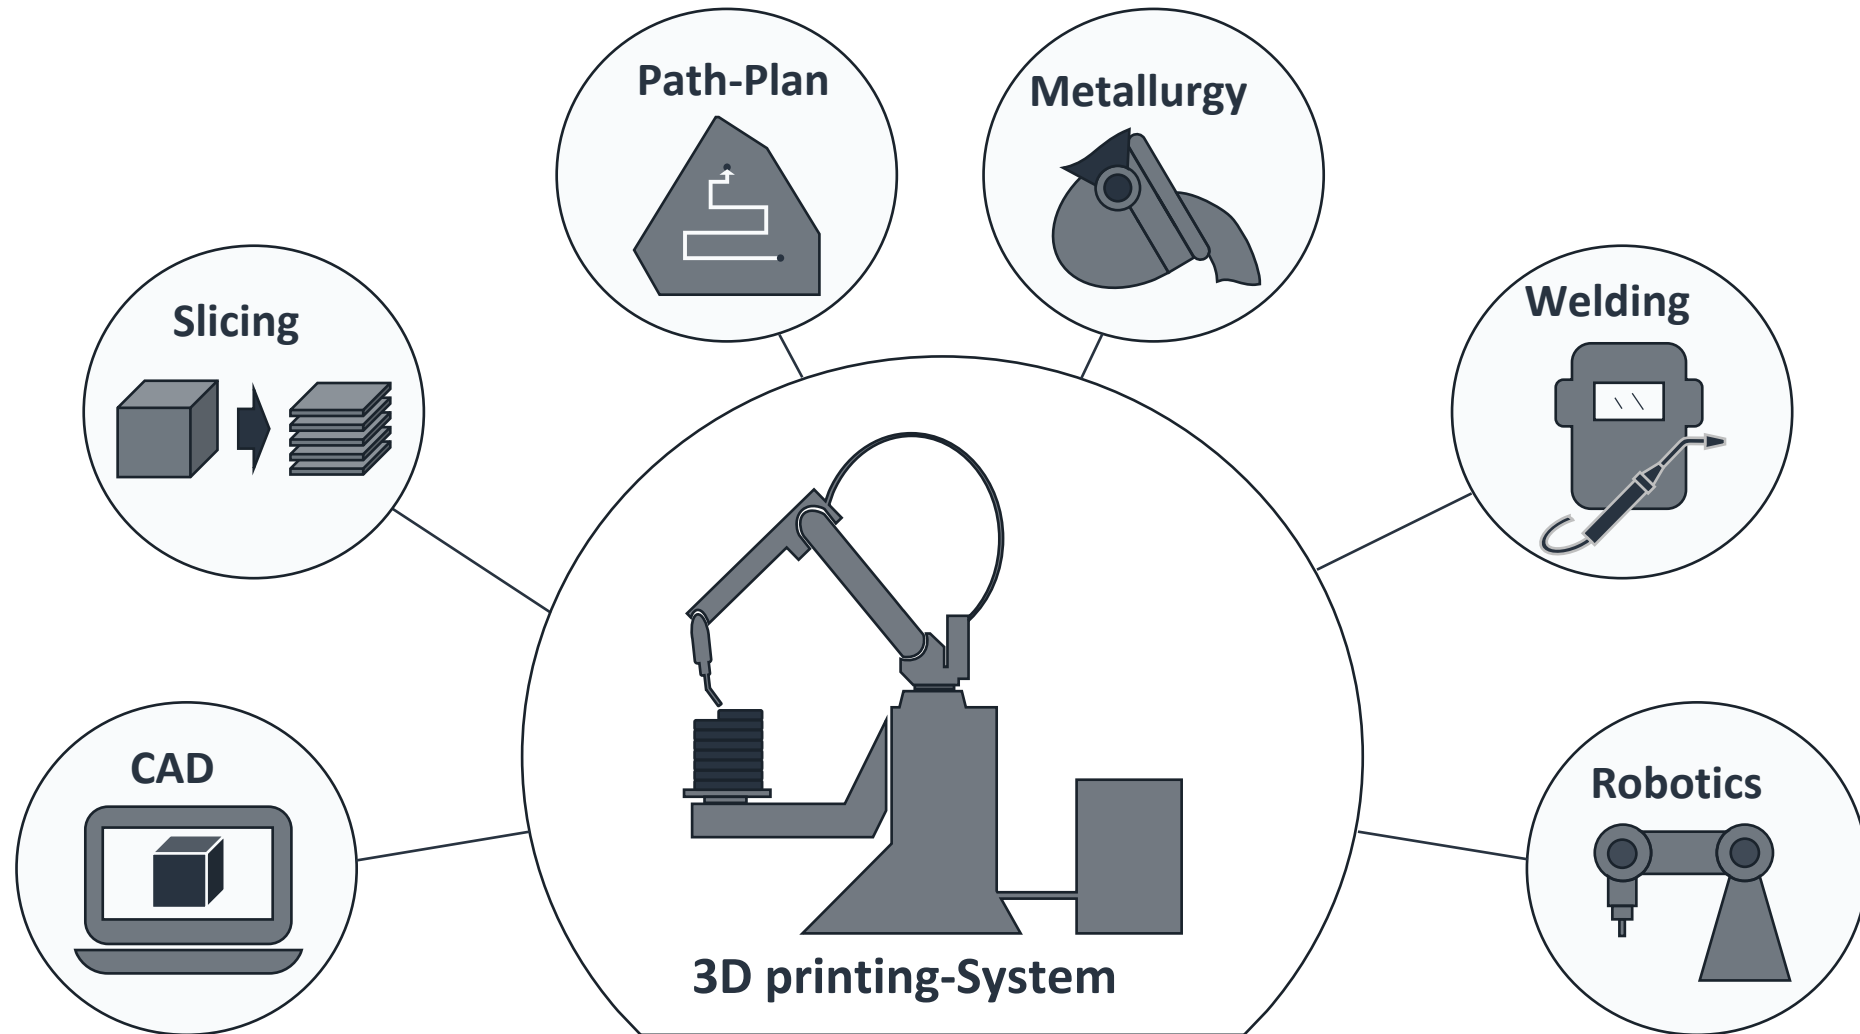 Path-Plan
Metallurgy
Slicing
Welding
CAD
Robotics
3D printing-System